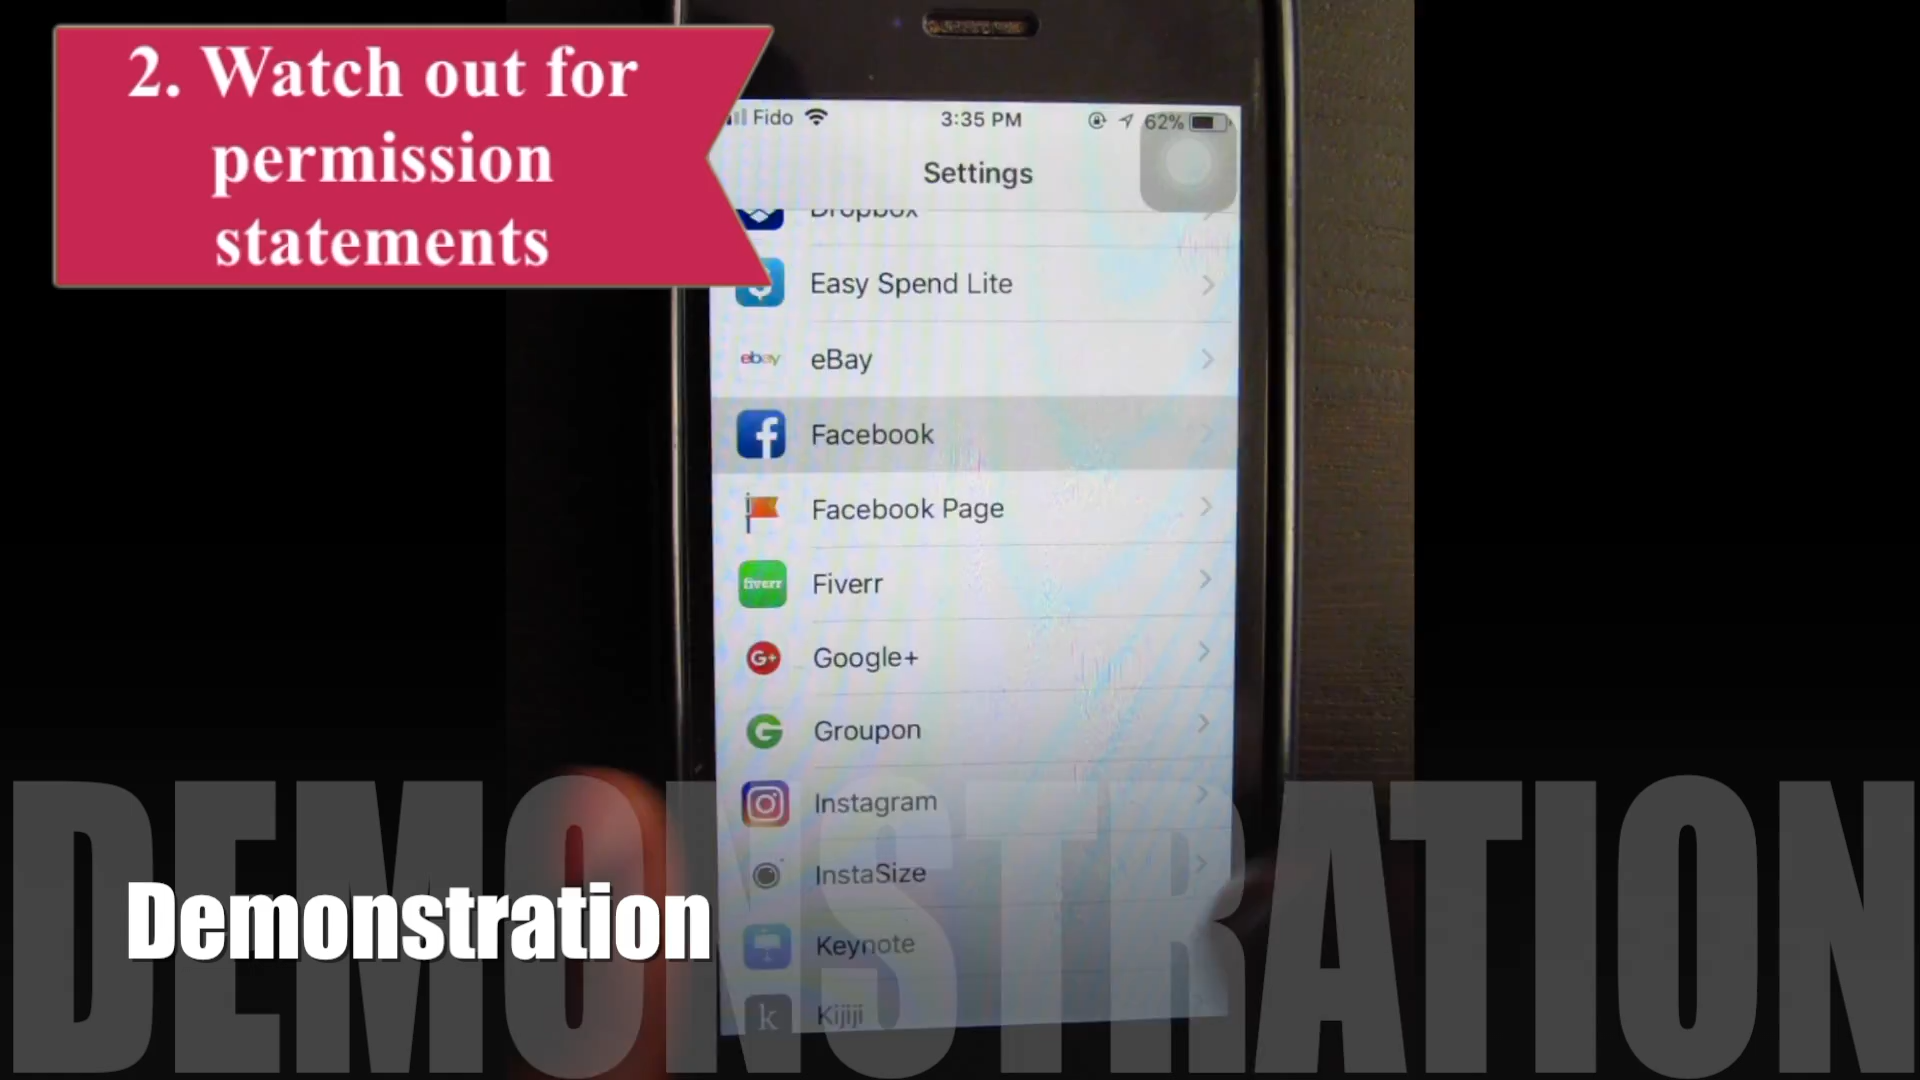 2. Watch out for
permission
statements
Fido
3:35 PM
62%
Settings
Dropbox
Easy Spend Lite
ebay
eBay
Facebook
Facebook Page
fiverr
Fiverr
G+
Google+
Groupon
Instagram
InstaSize
Keynote
k
Kijiji
DEMONSTRATION
Demonstration